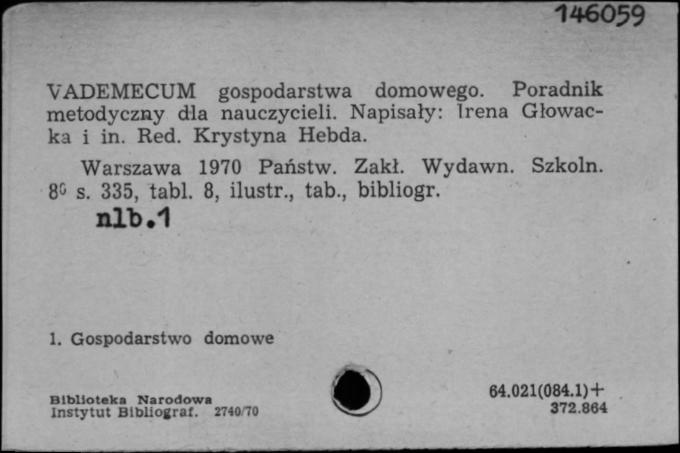 146059
VADEMECUM gospodarstwa domowego. Poradnik
metodyczny dla nauczycieli. Napisały: Irena Głowac-
ka i in. Red. Krystyna Hebda.
Warszawa 1970 Państw. Zakł. Wydawn. Szkoln.
8⁰ s. 335, tabl. 8, ilustr., tab., bibliogr.
nlb.1
1. Gospodarstwo domowe
Biblioteka Narodowa
Instytut Bibliograf. 2740/70
64.021(084.1)+
372.864